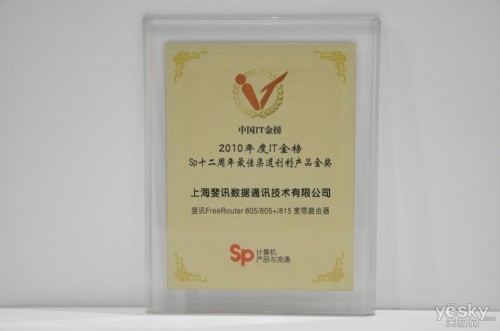 中国IT金榜
2010年度IT金榜
Sp十二周年最佳渠道创利产品金奖
上海斐讯数据通讯技术有限公司
斐讯FreeRouter 805/805+/815 宽带路由器
Sp 计算机
产品与流通
yësky
天极网